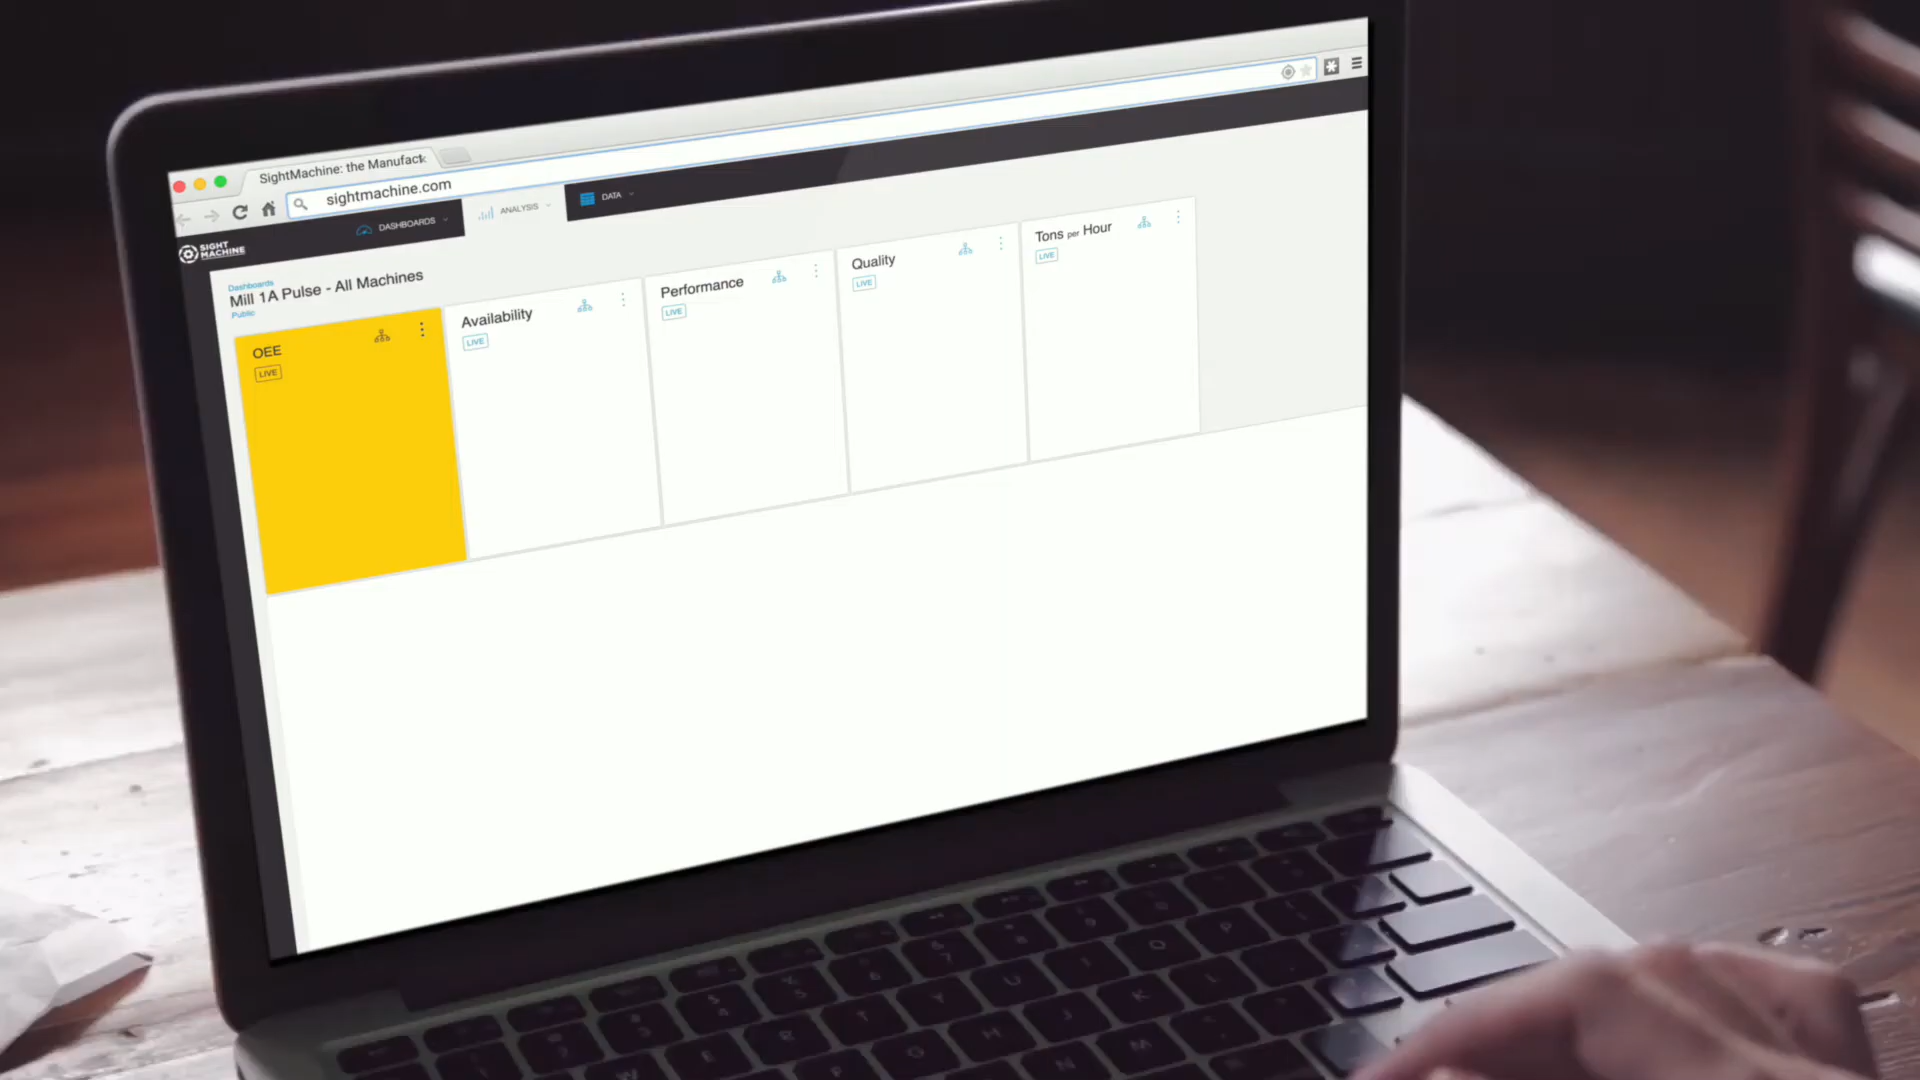 SightMachine: the Manufact
sightmachine.com
SIGHT
MACHINE
DASHBOARDS
ANALYSIS
DATA
Dashboards
Mill 1A Pulse - All Machines
Public
OEE
LIVE
Availability
LIVE
Performance
LIVE
Quality
LIVE
Tons per Hour
LIVE